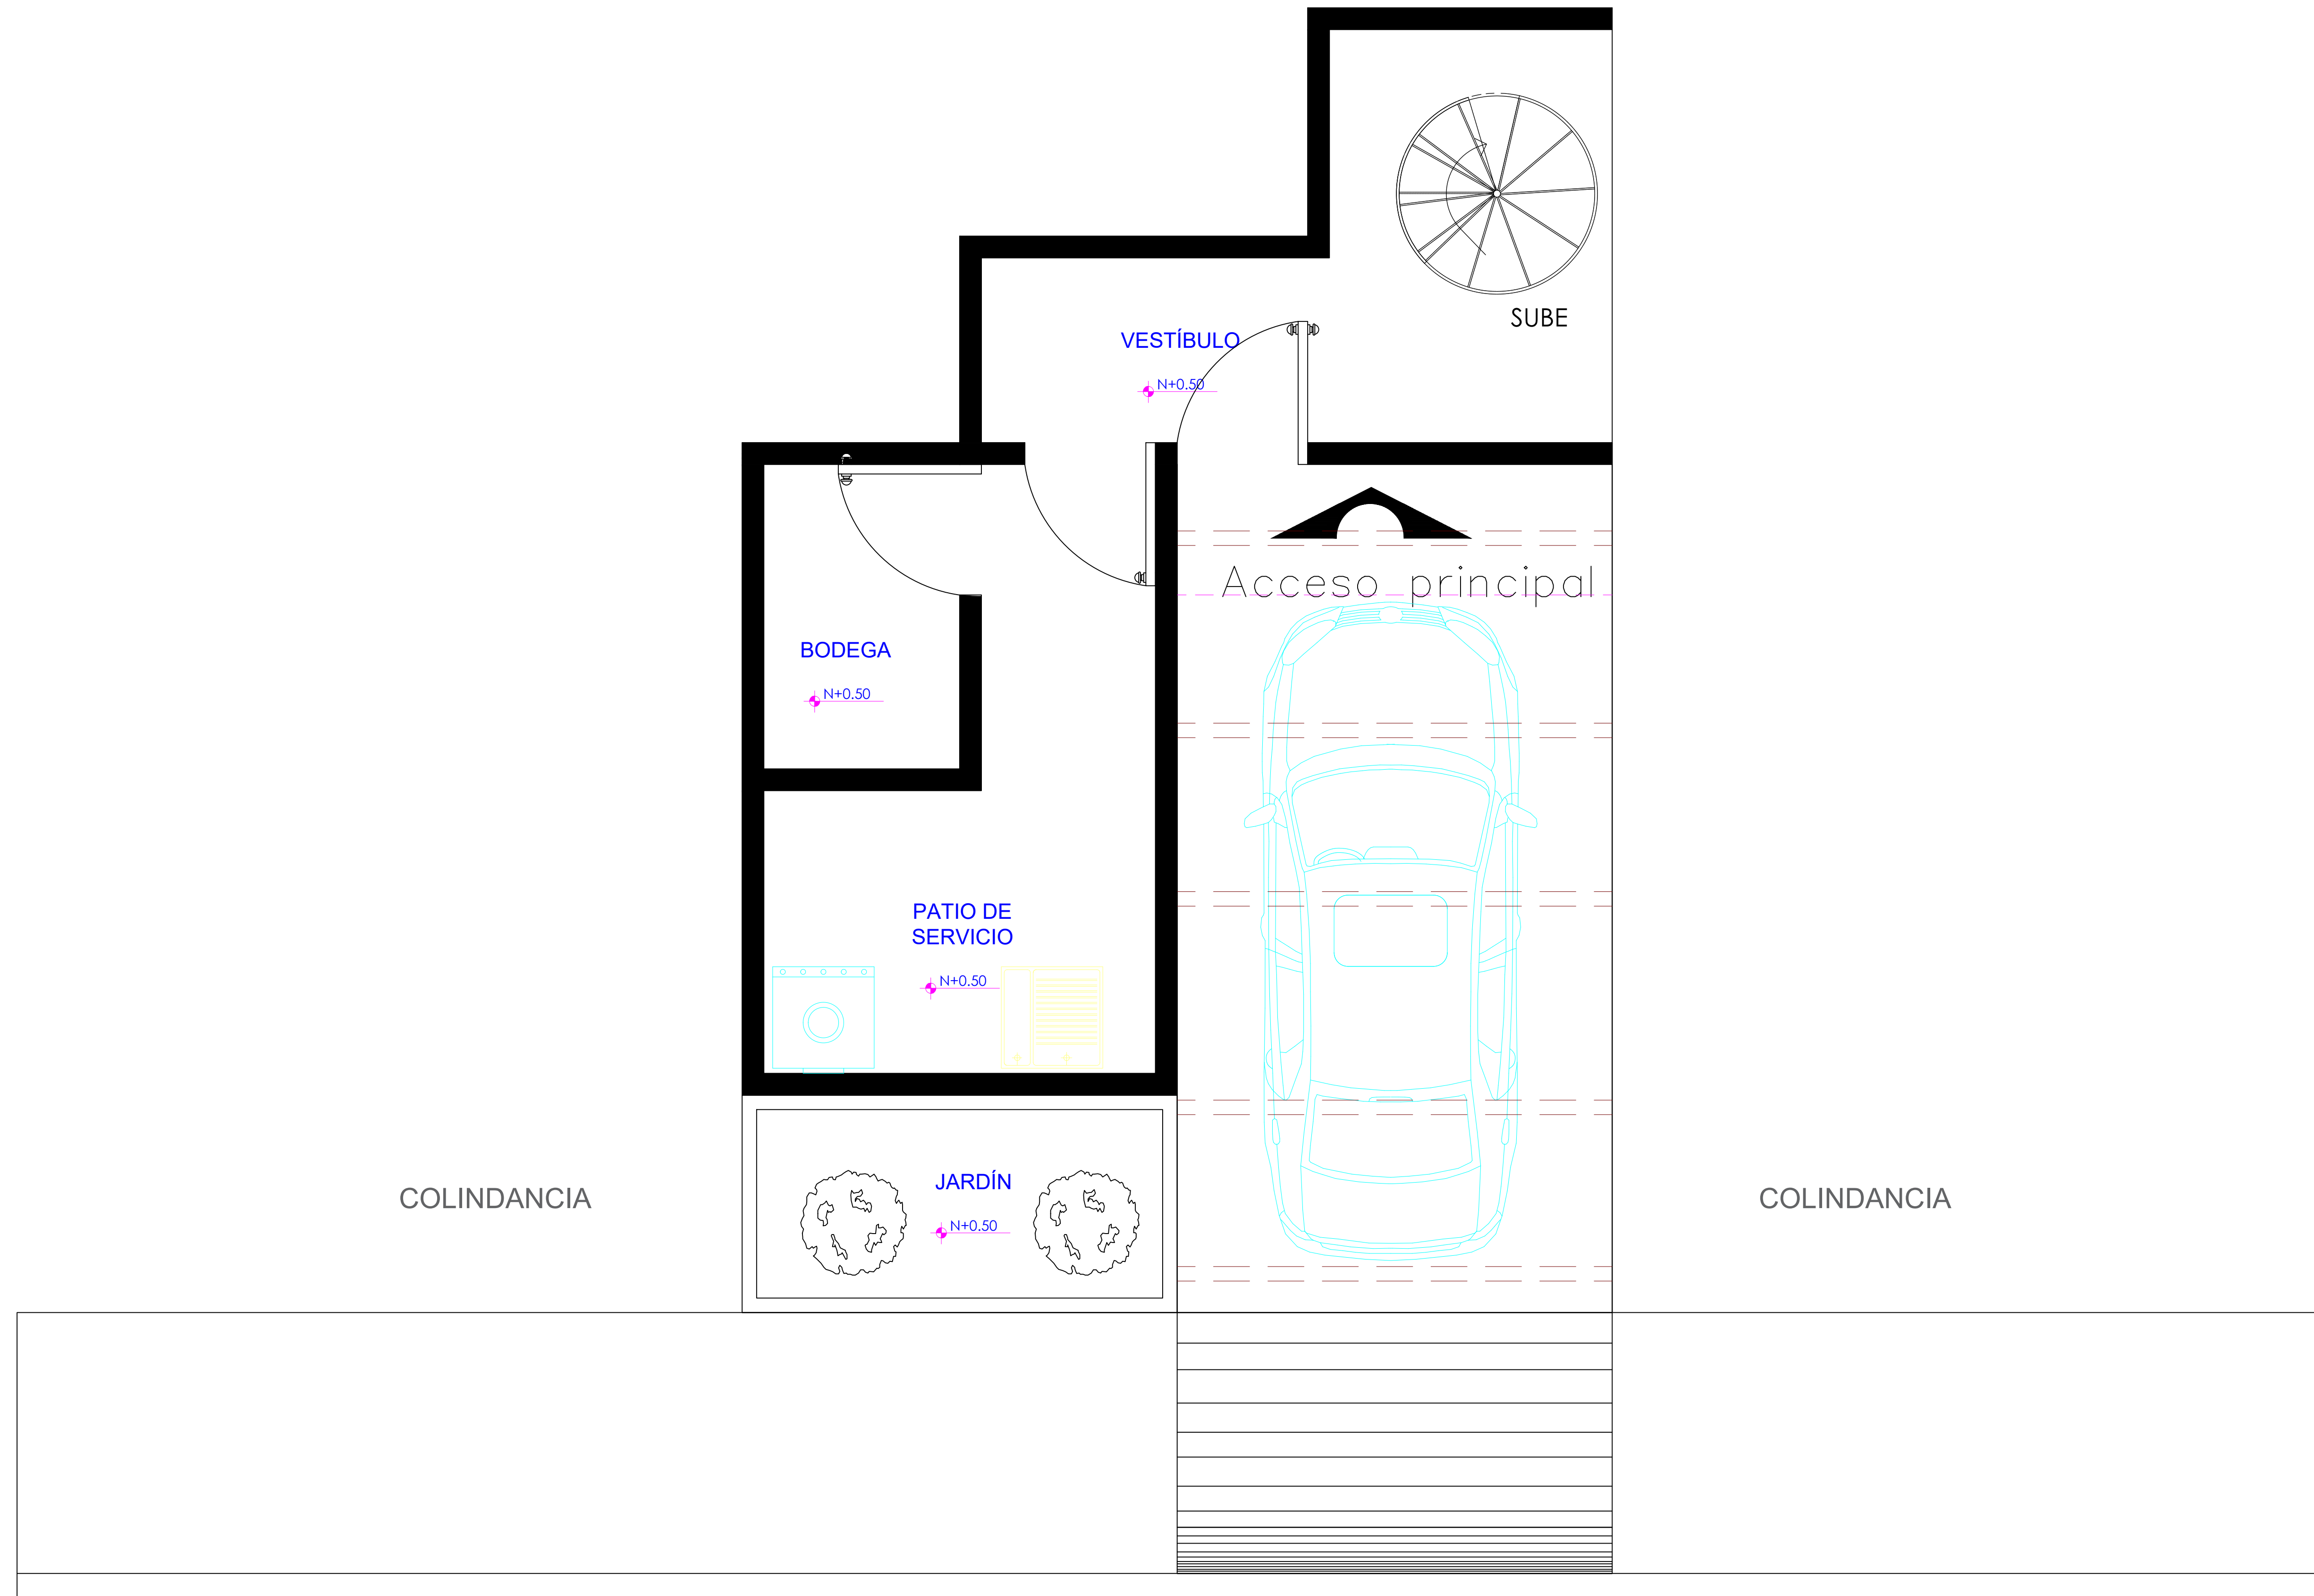 SUBE
VESTÍBULO
N+0.50
Acceso principal
BODEGA
N+0.50
PATIO DE
SERVICIO
N+0.50
JARDÍN
N+0.50
COLINDANCIA
COLINDANCIA